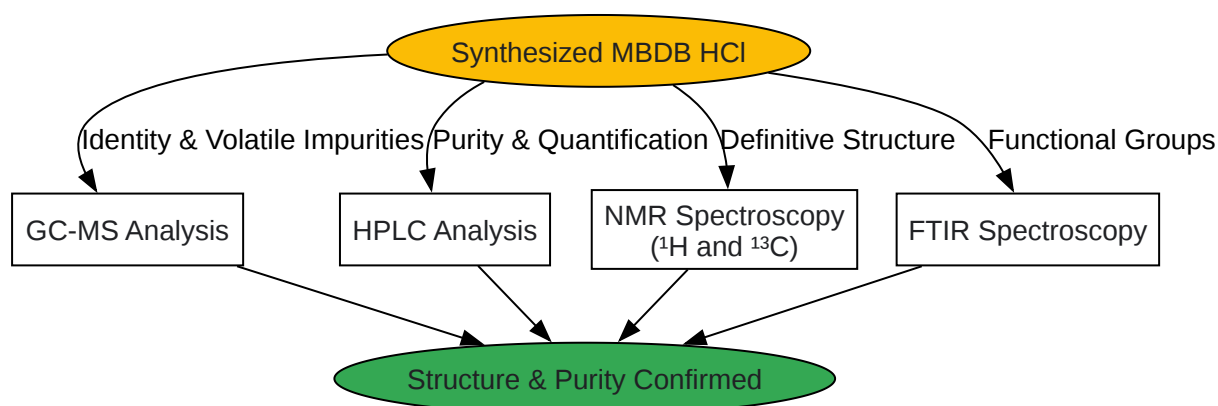 Synthesized MBDB HCl
Identity & Volatile Impurities
Purity & Quantification
Definitive Structure
Functional Groups
GC-MS Analysis
HPLC Analysis
NMR Spectroscopy
(¹H and ¹³C)
FTIR Spectroscopy
Structure & Purity Confirmed